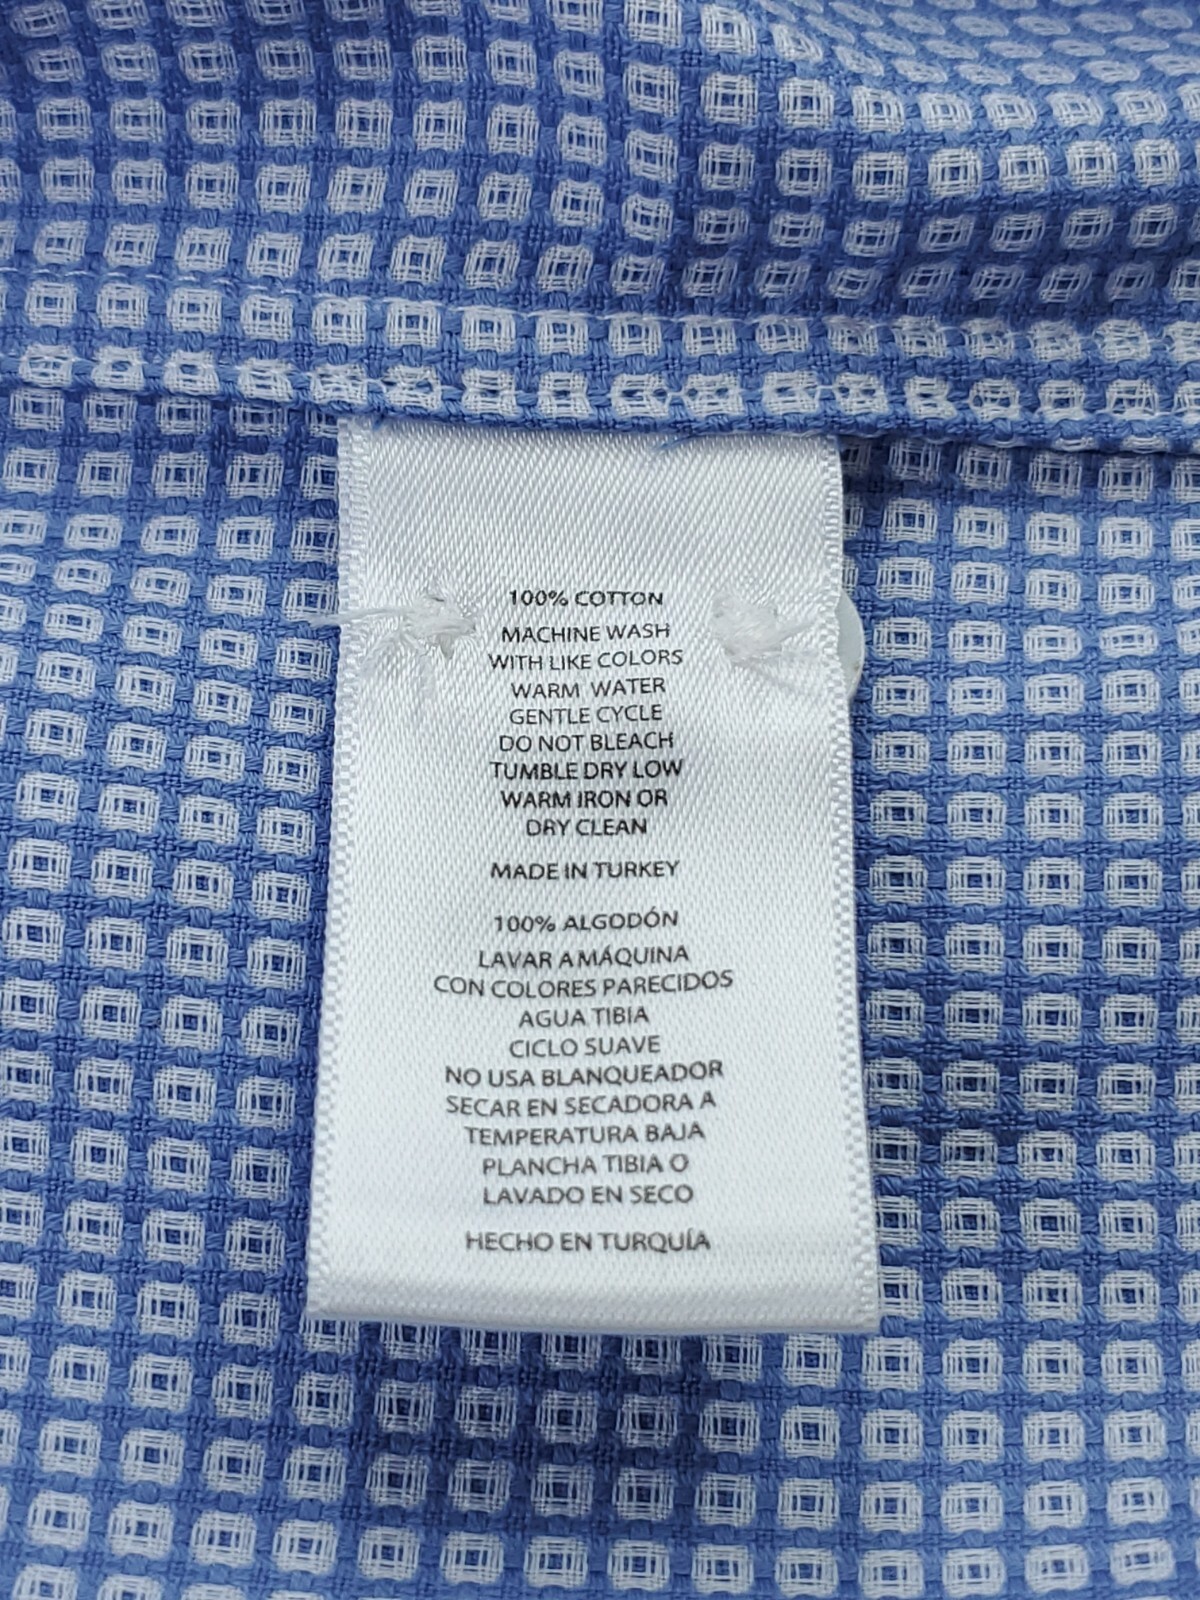 100% COTTON
MACHINE WASH
WITH LIKE COLORS
WARM WATER
GENTLE CYCLE
DO NOT BLEACH
TUMBLE DRY LOW
WARM IRON OR
DRY CLEAN
MADE IN TURKEY
100% ALGODÓN
LAVAR A MÁQUINA
CON COLORES PARECIDOS
AGUA TIBIA
CICLO SUAVE
NO USA BLANQUEADOR
SECAR EN SECADORA A
TEMPERATURA BAJA
PLANCHA TIBIA O
LAVADO EN SECO
HECHO EN TURQUÍA